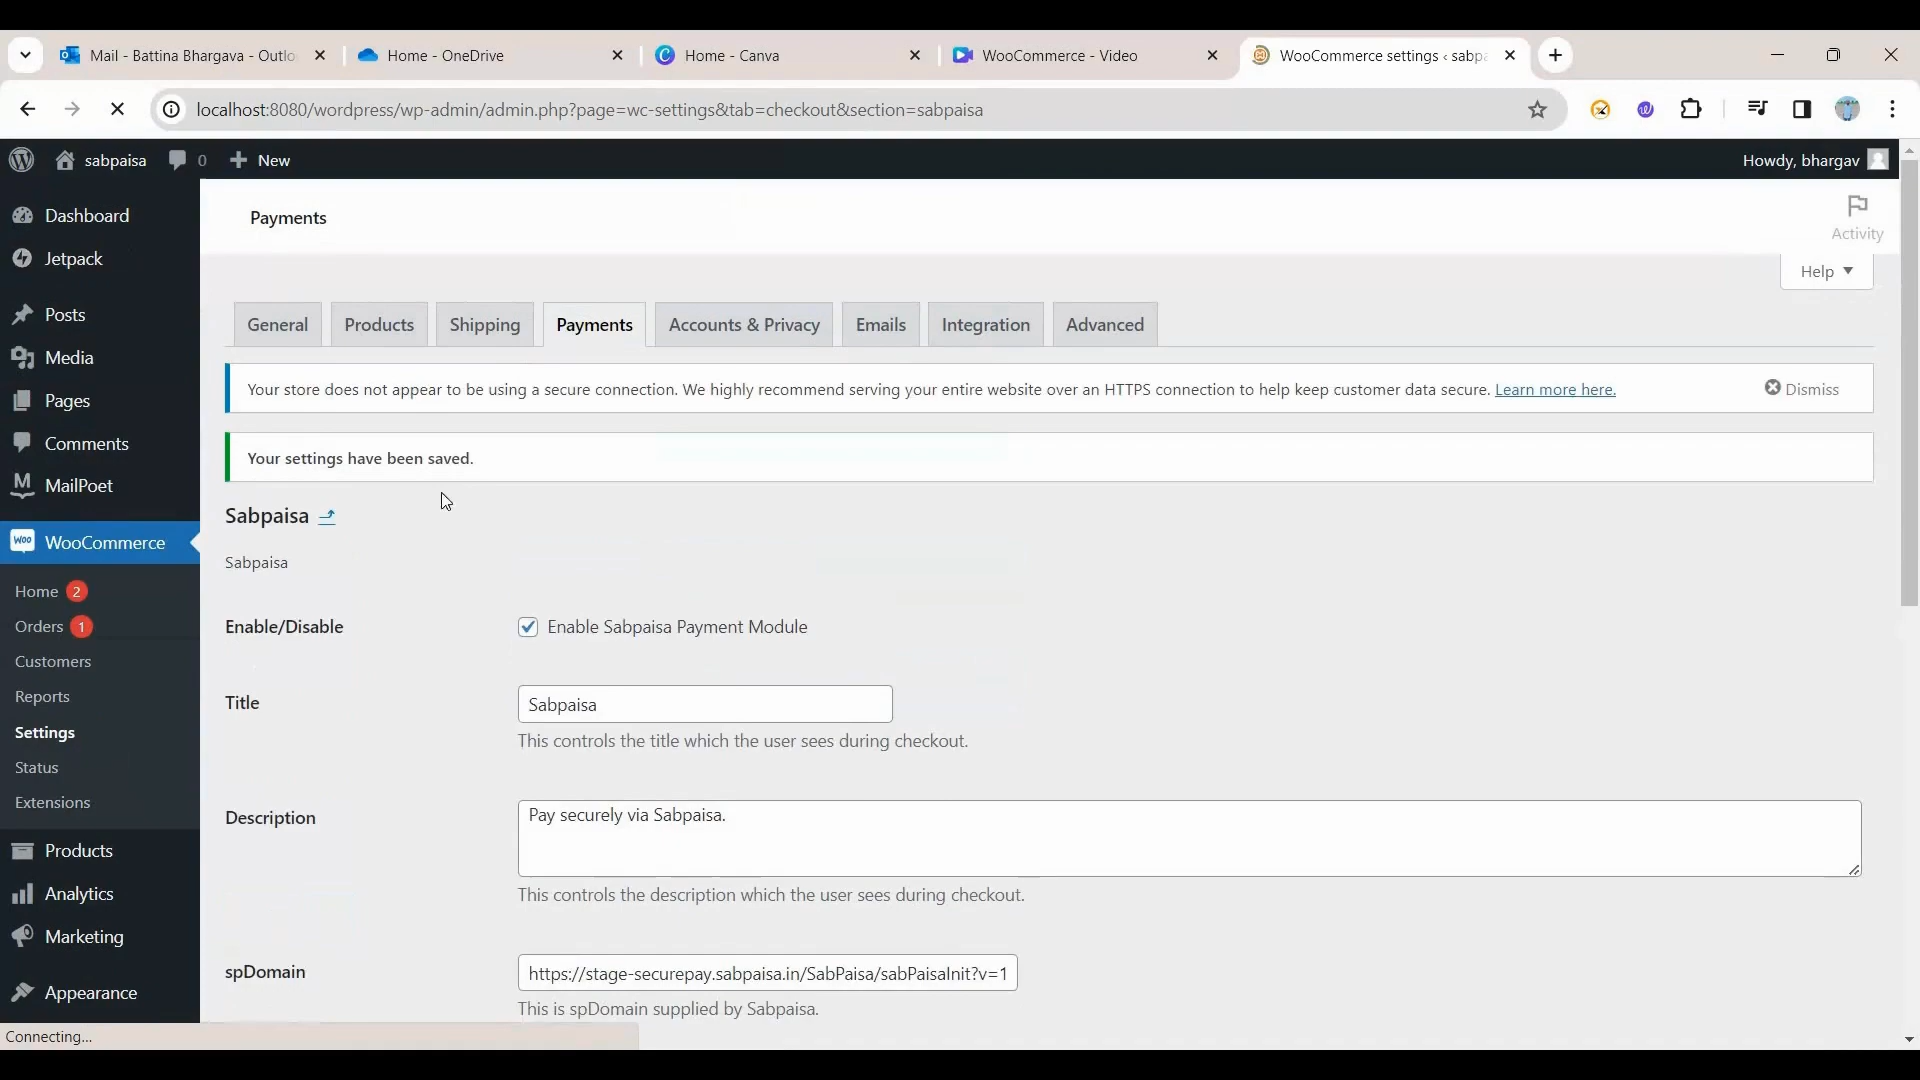 Mail - Battina Bhargava - Outlo
Home - OneDrive
Home - Canva
WooCommerce - Video
WooCommerce settings ‹ sabpa
localhost:8080/wordpress/wp-admin/admin.php?page=wc-settings&tab=checkout&section=sabpaisa
sabpaisa
0
New
Howdy, bhargav
Dashboard
Jetpack
Posts
Media
Pages
Comments
MailPoet
WooCommerce
Home 2
Orders 1
Customers
Reports
Settings
Status
Extensions
Products
Analytics
Marketing
Appearance
Payments
Activity
Help
General
Products
Shipping
Payments
Accounts & Privacy
Emails
Integration
Advanced
Your store does not appear to be using a secure connection. We highly recommend serving your entire website over an HTTPS connection to help keep customer data secure. Learn more here.
Dismiss
Your settings have been saved.
Sabpaisa
Sabpaisa
Enable/Disable
Enable Sabpaisa Payment Module
Title
Sabpaisa
This controls the title which the user sees during checkout.
Description
Pay securely via Sabpaisa.
This controls the description which the user sees during checkout.
spDomain
https://stage-securepay.sabpaisa.in/SabPaisa/sabPaisaInit?v=1
This is spDomain supplied by Sabpaisa.
Connecting...